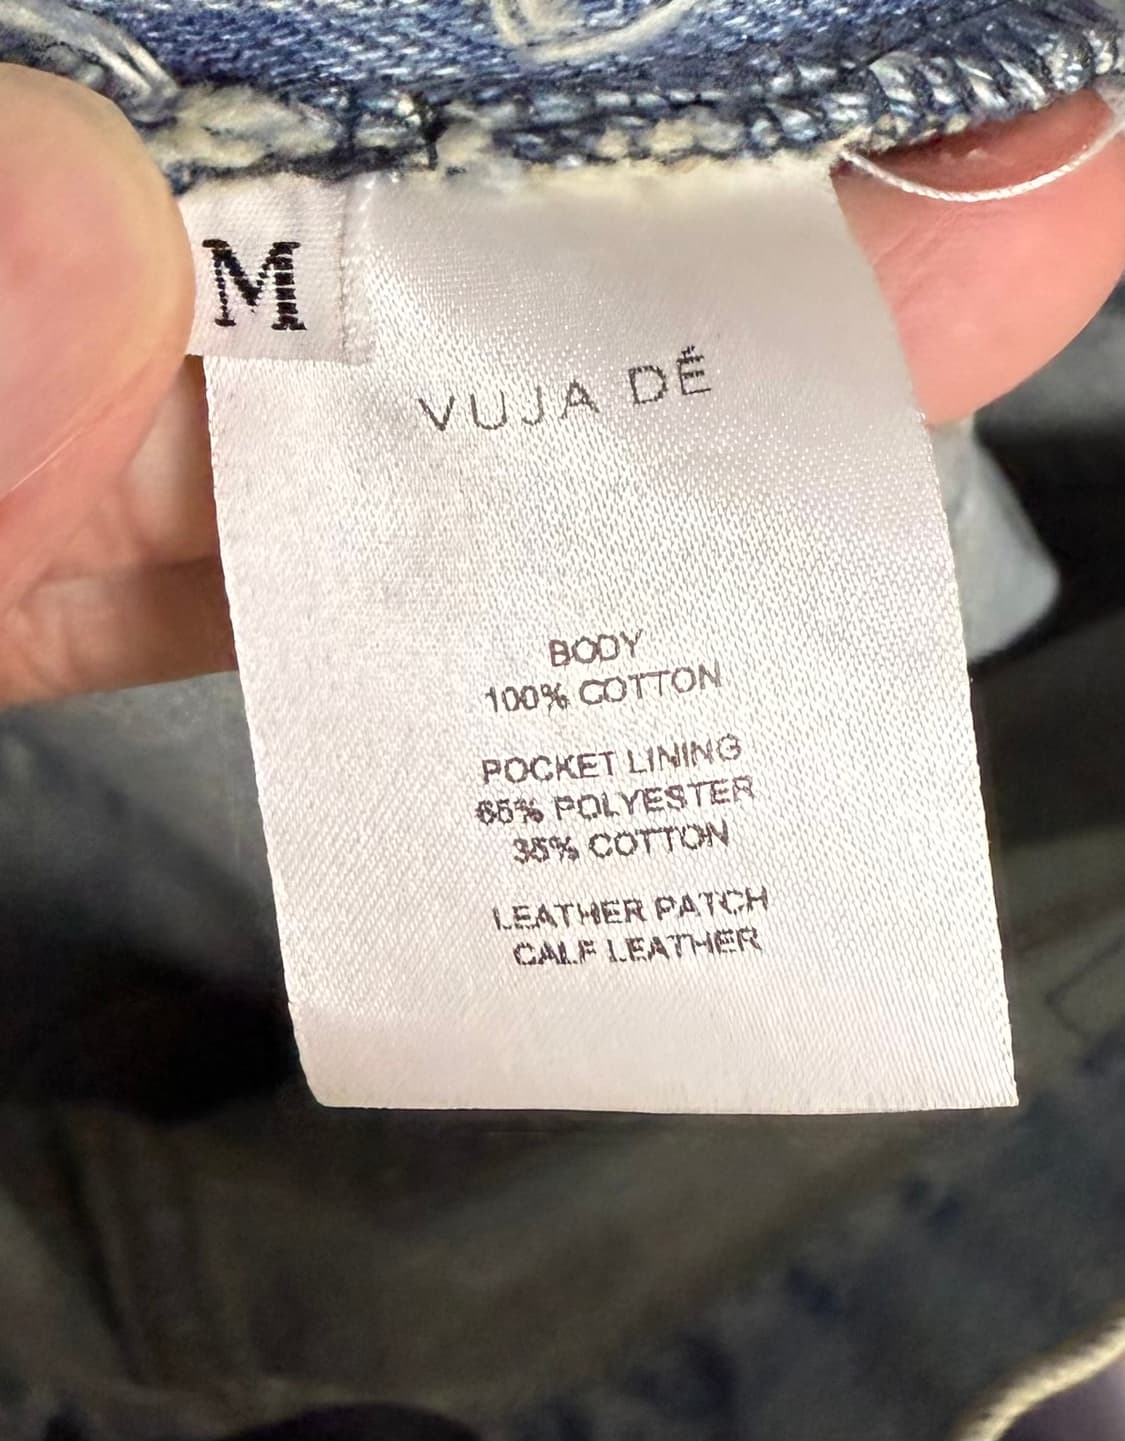 M
VUJA DÉ
BODY
100% COTTON
POCKET LINING
65% POLYESTER
35% COTTON
LEATHER PATCH
CALF LEATHER